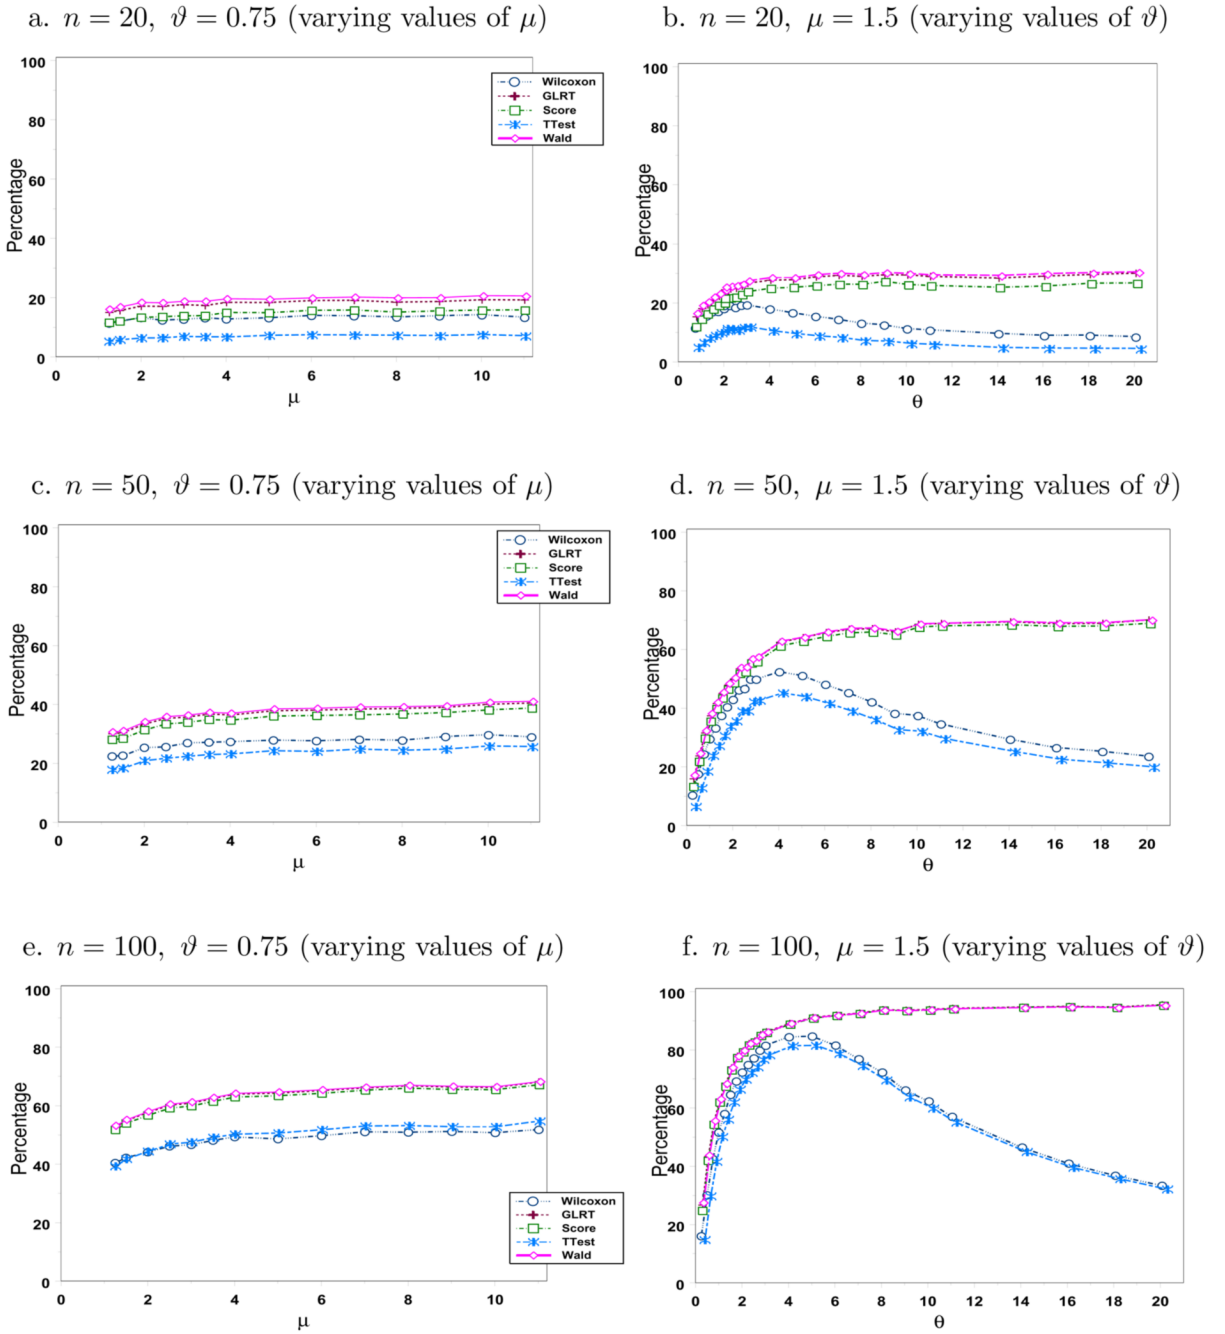 a. n = 20, ϑ = 0.75 (varying values of μ)
b. n = 20, μ = 1.5 (varying values of ϑ)
100
80
60
40
20
0
Percentage
Wilcoxon
GLRT
Score
TTest
Wald
0 2 4 6 8 10
μ
100
80
60
40
20
0
Percentage
0 2 4 6 8 10 12 14 16 18 20
θ
c. n = 50, ϑ = 0.75 (varying values of μ)
d. n = 50, μ = 1.5 (varying values of ϑ)
100
80
60
40
20
0
Percentage
Wilcoxon
GLRT
Score
TTest
Wald
0 2 4 6 8 10
μ
100
80
60
40
20
0
Percentage
0 2 4 6 8 10 12 14 16 18 20
θ
e. n = 100, ϑ = 0.75 (varying values of μ)
f. n = 100, μ = 1.5 (varying values of ϑ)
100
80
60
40
20
0
Percentage
Wilcoxon
GLRT
Score
TTest
Wald
0 2 4 6 8 10
μ
100
80
60
40
20
0
Percentage
0 2 4 6 8 10 12 14 16 18 20
θ